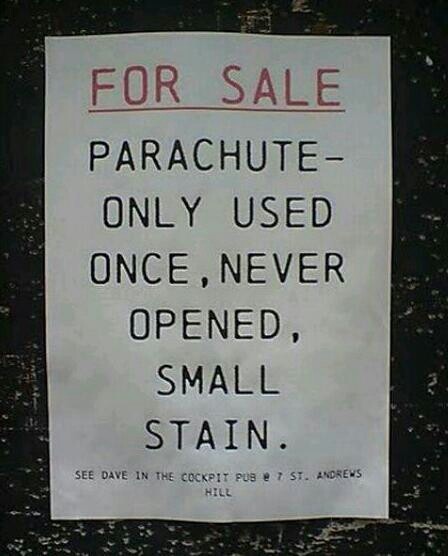 FOR SALE
PARACHUTE-
ONLY USED
ONCE,NEVER
OPENED,
SMALL
STAIN.
SEE DAVE IN THE COCKPIT PUB @ 7 ST. ANDREWS
HILL